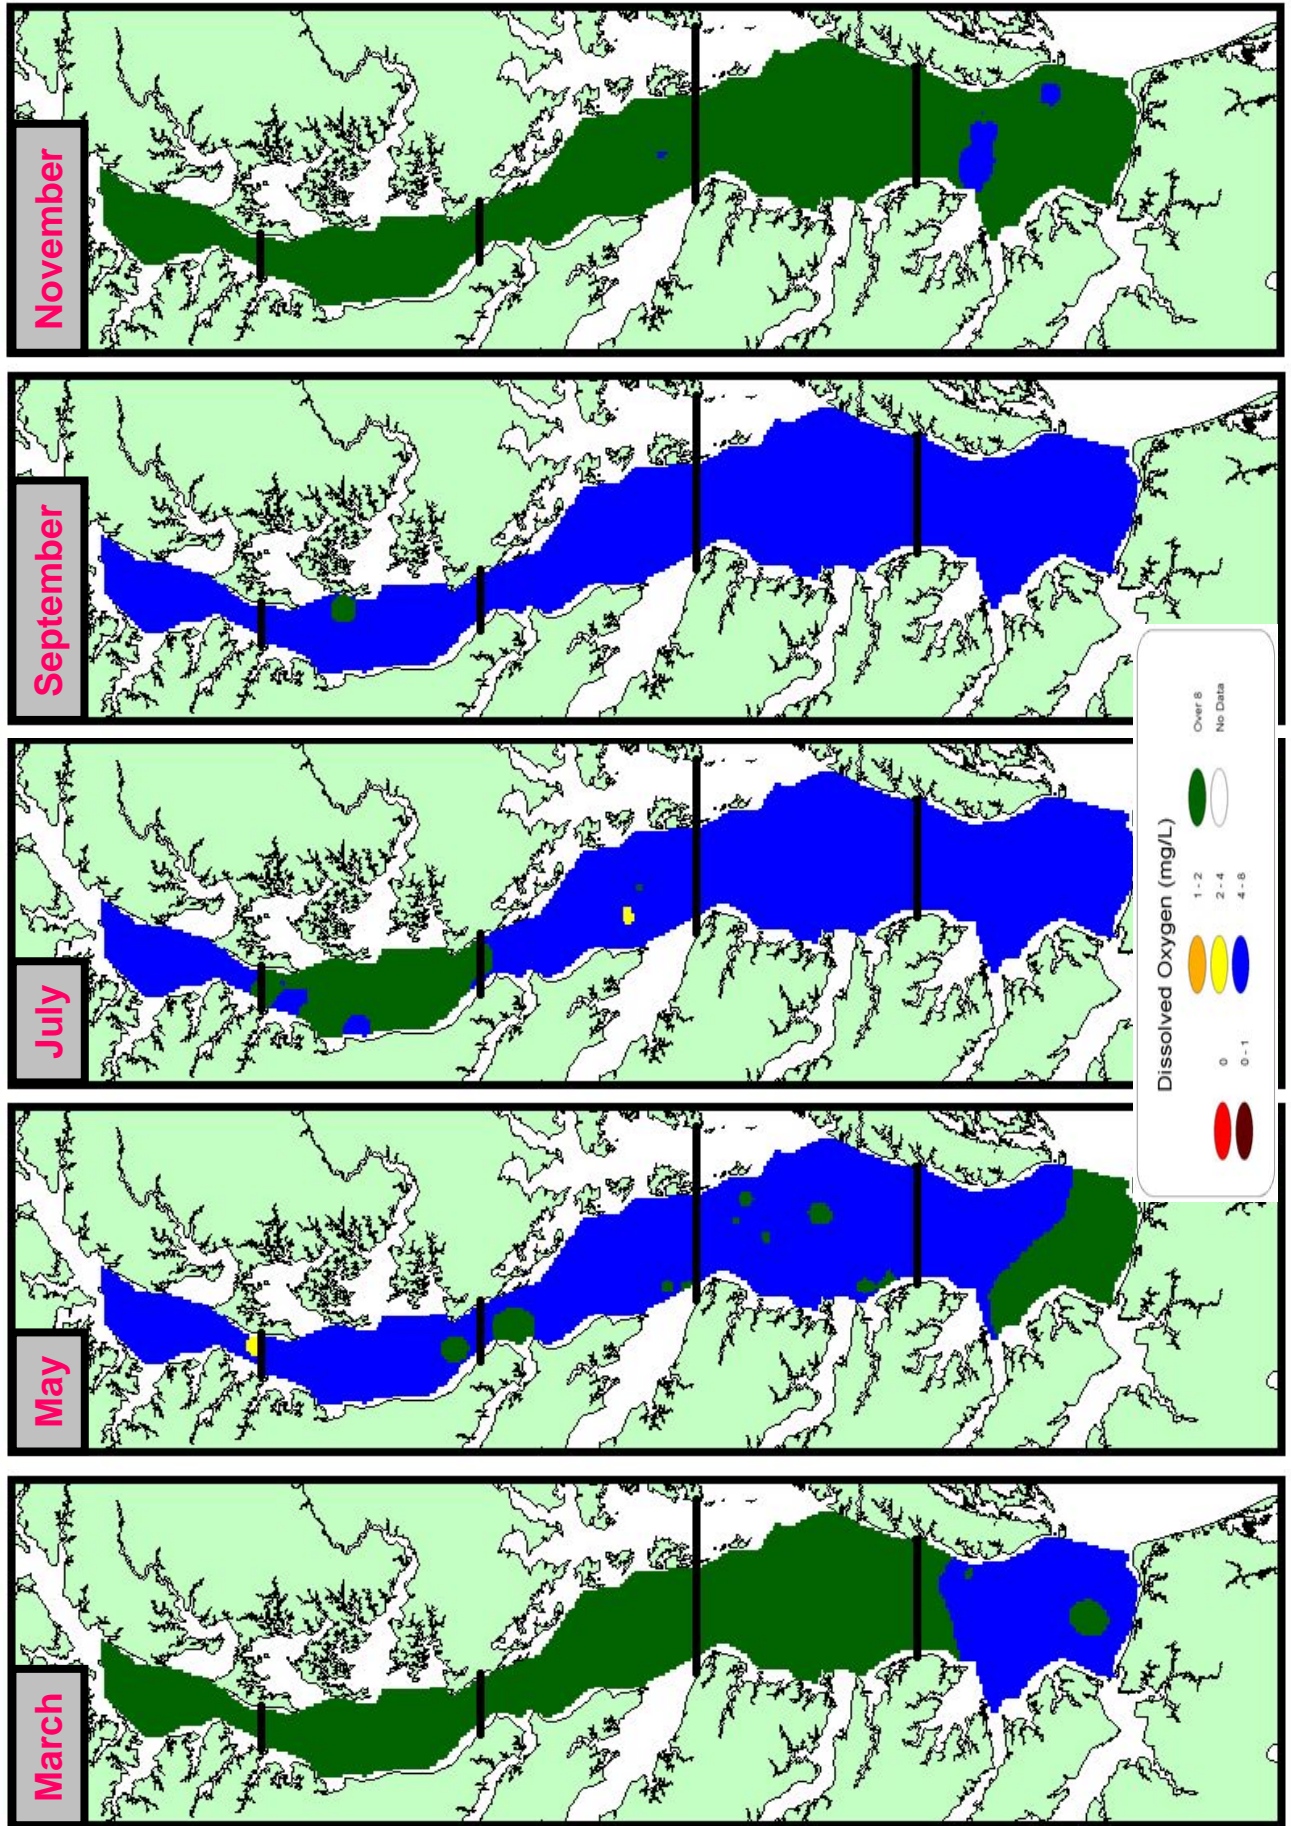 March
May
July
September
November
Dissolved Oxygen (mg/L)
0
1 - 2
Over 8
2 - 4
No Data
0 - 1
4 - 8